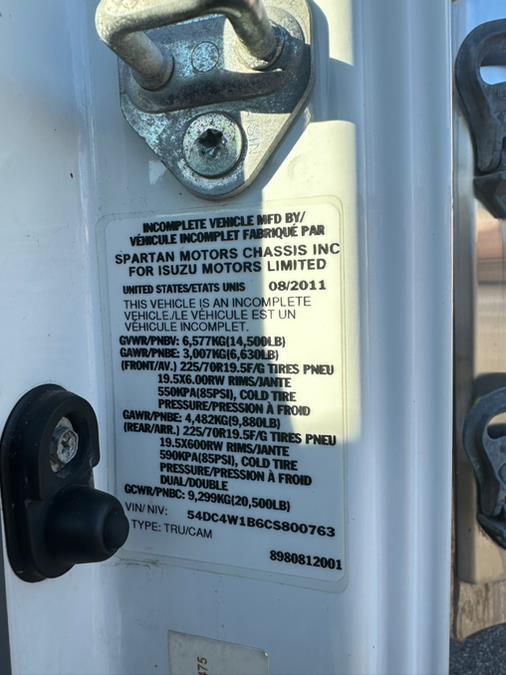 INCOMPLETE VEHICLE MFD BY/
VÉHICULE INCOMPLET FABRIQUÉ PAR
SPARTAN MOTORS CHASSIS INC
FOR ISUZU MOTORS LIMITED
UNITED STATES/ETATS UNIS 08/2011
THIS VEHICLE IS AN INCOMPLETE
VEHICLE/LE VÉHICULE EST UN
VÉHICULE INCOMPLET.
GVWR/PNBV: 6,577KG(14,500LB)
GAWR/PNBE: 3,007KG(6,630LB)
(FRONT/AV.) 225/70R19.5F/G TIRES PNEU
19.5X6.00RW RIMS/JANTE
550KPA(85PSI), COLD TIRE
PRESSURE/PRESSION À FROID
GAWR/PNBE: 4,482KG(9,880LB)
(REAR/ARR.) 225/70R19.5F/G TIRES PNEU
19.5X600RW RIMS/JANTE
590KPA(85PSI), COLD TIRE
PRESSURE/PRESSION À FROID
DUAL/DOUBLE
GCWR/PNBC: 9,299KG(20,500LB)
VIN/NIV: 54DC4W1B6CS800763
TYPE: TRU/CAM
8980812001
475